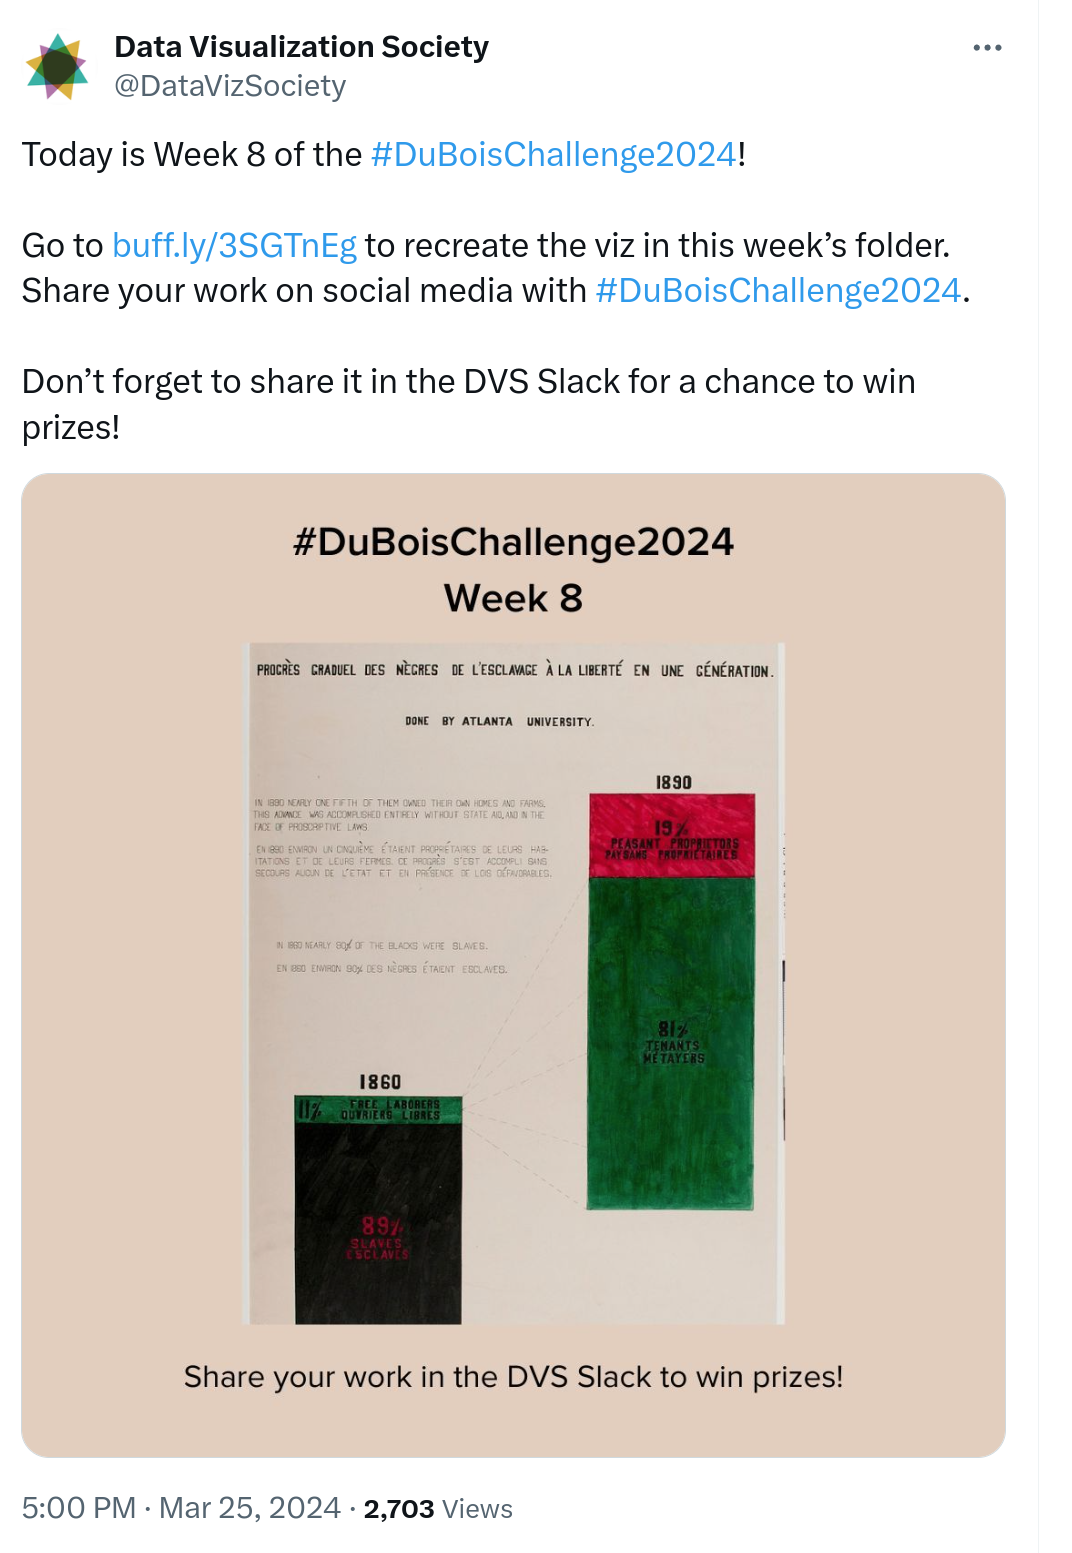 Data Visualization Society
@DataVizSociety
Today is Week 8 of the #DuBoisChallenge2024!
Go to buff.ly/3SGTnEg to recreate the viz in this week’s folder.
Share your work on social media with #DuBoisChallenge2024.
Don’t forget to share it in the DVS Slack for a chance to win
prizes!
#DuBoisChallenge2024
Week 8
PROGRÈS GRADUEL DES NÈGRES DE L'ESCLAVAGE À LA LIBERTÉ EN UNE GÉNÉRATION.
DONE BY ATLANTA UNIVERSITY.
IN 1890 NEARLY ONE FIFTH OF THEM OWNED THEIR OWN HOMES AND FARMS.
THIS ADVANCE WAS ACCOMPLISHED ENTIRELY WITHOUT STATE AID, AND IN THE
FACE OF PROSCRIPTIVE LAWS
EN 1890 ENVIRON UN CINQUIÈME ÉTAIENT PROPRIÉTAIRES DE LEURS HAB-
ITATIONS ET DE LEURS FERMES. CE PROGRÈS S'EST ACCOMPLI SANS
SECOURS AUCUN DE L'ETAT ET EN PRÉSENCE DE LOIS DÉFAVORABLES.
IN 1860 NEARLY 90% OF THE BLACKS WERE SLAVES.
EN 1860 ENVIRON 90% DES NÈGRES ÉTAIENT ESCLAVES.
1890
19%
PEASANT PROPRIETORS
PAYSANS PROPRIÉTAIRES
81%
TENANTS
MÉTAYERS
1860
11% FREE LABORERS
OUVRIERS LIBRES
89%
SLAVES
ESCLAVES
Share your work in the DVS Slack to win prizes!
5:00 PM · Mar 25, 2024 · 2,703 Views